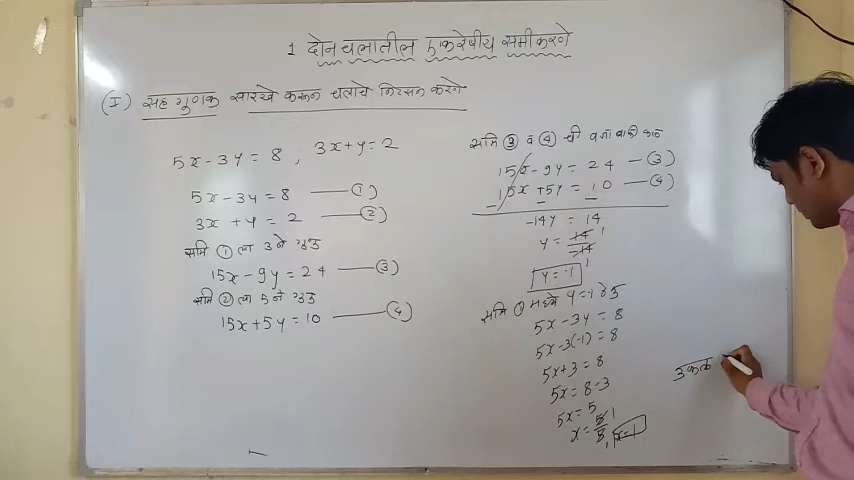 1 दोन चलातील एकरेषीय समीकरणे
(I) सह गुणक सारखे करून चलाचे निरसन करणे
5x - 3y = 8 , 3x + y = 2
5x - 3y = 8 —— (1)
3x + y = 2 —— (2)
समी (1) ला 3 ने गुणू
15x - 9y = 24 —— (3)
समी (2) ला 5 ने गुणू
15x + 5y = 10 —— (4)
समी (3) व (4) ची वजाबाकी करू
15x - 9y = 24 — (3)
15x + 5y = 10 — (4)
- - -
-14y = 14
y = 14/-14
y = -1
समी (1) मध्ये y = -1 ठेवू
5x - 3y = 8
5x - 3(-1) = 8
5x + 3 = 8
5x = 8 - 3
5x = 5
x = 5/5 , x = 1
उकल